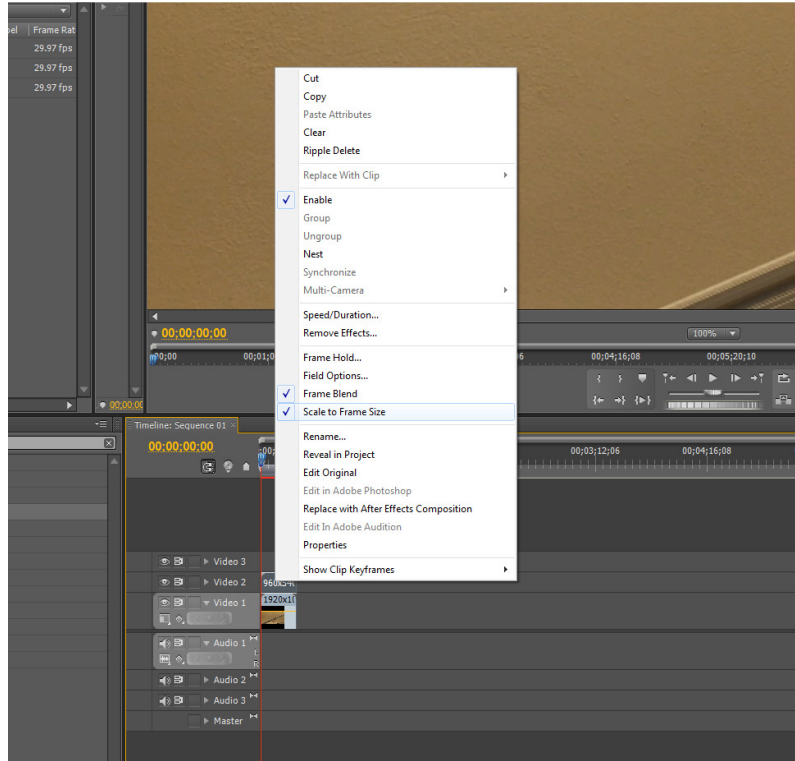 Frame Rat
29.97 fps
29.97 fps
29.97 fps
Cut
Copy
Paste Attributes
Clear
Ripple Delete
Replace With Clip
Enable
Group
Ungroup
Nest
Synchronize
Multi-Camera
Speed/Duration...
Remove Effects...
Frame Hold...
Field Options...
Frame Blend
Scale to Frame Size
Rename...
Reveal in Project
Edit Original
Edit in Adobe Photoshop
Replace with After Effects Composition
Edit In Adobe Audition
Properties
Show Clip Keyframes
00;00;00;00
100%
00;04;16;08
00;05;20;10
Timeline: Sequence 01
00;00;00;00
00;03;12;06
00;04;16;08
Video 3
Video 2
Video 1
1920x10
Audio 1
L
R
Audio 2
Audio 3
Master